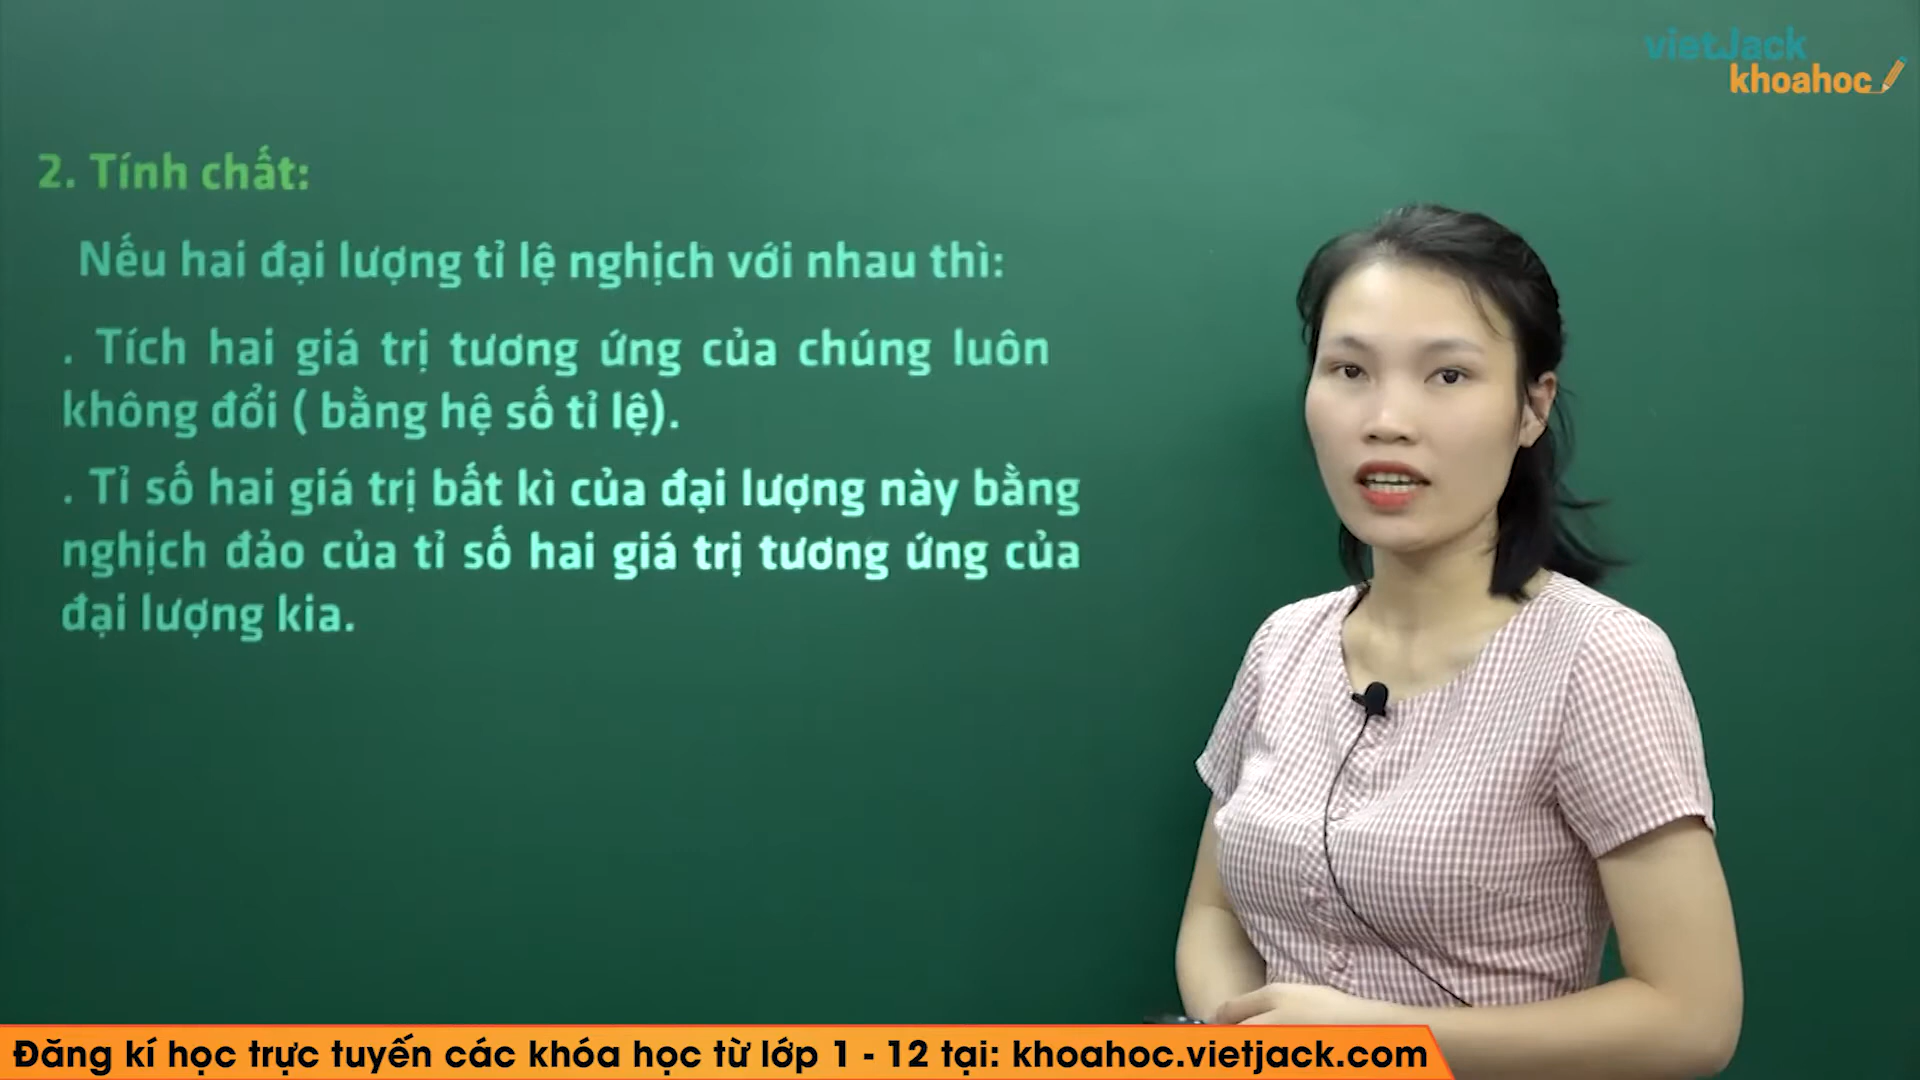 vietJack
khoahoc
2. Tính chất:
Nếu hai đại lượng tỉ lệ nghịch với nhau thì:
. Tích hai giá trị tương ứng của chúng luôn
không đổi ( bằng hệ số tỉ lệ).
. Tỉ số hai giá trị bất kì của đại lượng này bằng
nghịch đảo của tỉ số hai giá trị tương ứng của
đại lượng kia.
Đăng kí học trực tuyến các khóa học từ lớp 1 - 12 tại: khoahoc.vietjack.com